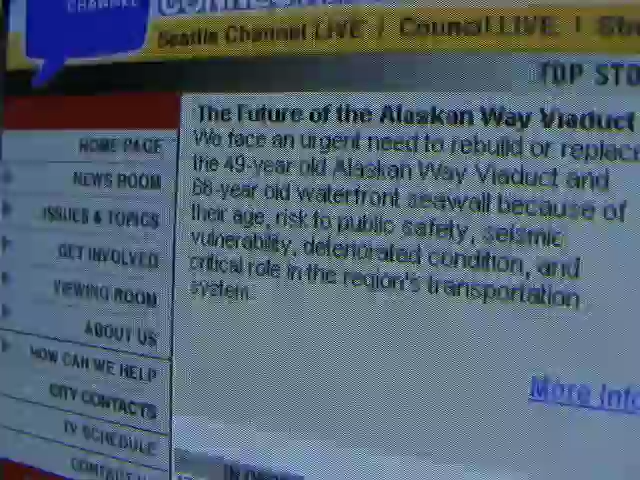 CHANNEL
Seattle Channel LIVE / Council LIVE /
TOP STO
The Future of the Alaskan Way Viaduct
We face an urgent need to rebuild or replace
the 49-year old Alaskan Way Viaduct and
66-year old waterfront seawall because of
their age, risk to public safety, seismic
vulnerability, deteriorated condition, and
critical role in the region's transportation
system.
More Info
HOME PAGE
NEWS ROOM
ISSUES & TOPICS
GET INVOLVED
VIEWING ROOM
ABOUT US
HOW CAN WE HELP
CITY CONTACTS
TV SCHEDULE